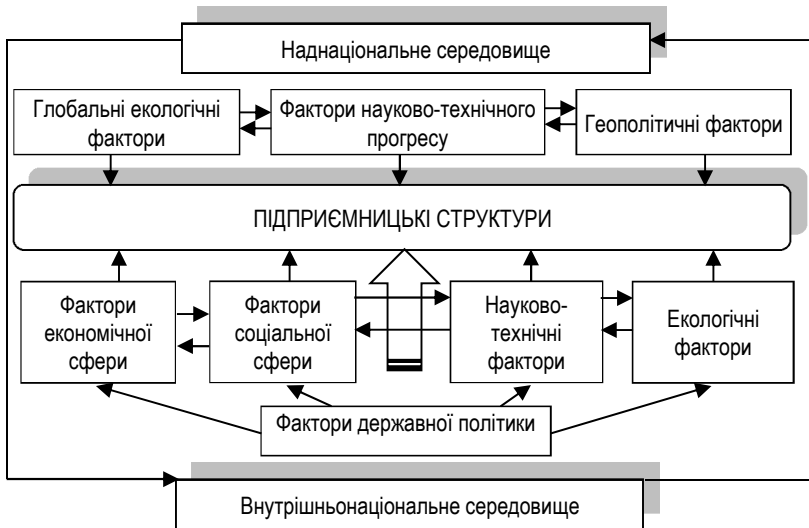 Наднаціональне середовище
Глобальні екологічні
фактори
Фактори науково-технічного
прогресу
Геополітичні фактори
ПІДПРИЄМНИЦЬКІ СТРУКТУРИ
Фактори
економічної
сфери
Фактори
соціальної
сфери
Науково-
технічні
фактори
Екологічні
фактори
Фактори державної політики
Внутрішньонаціональне середовище